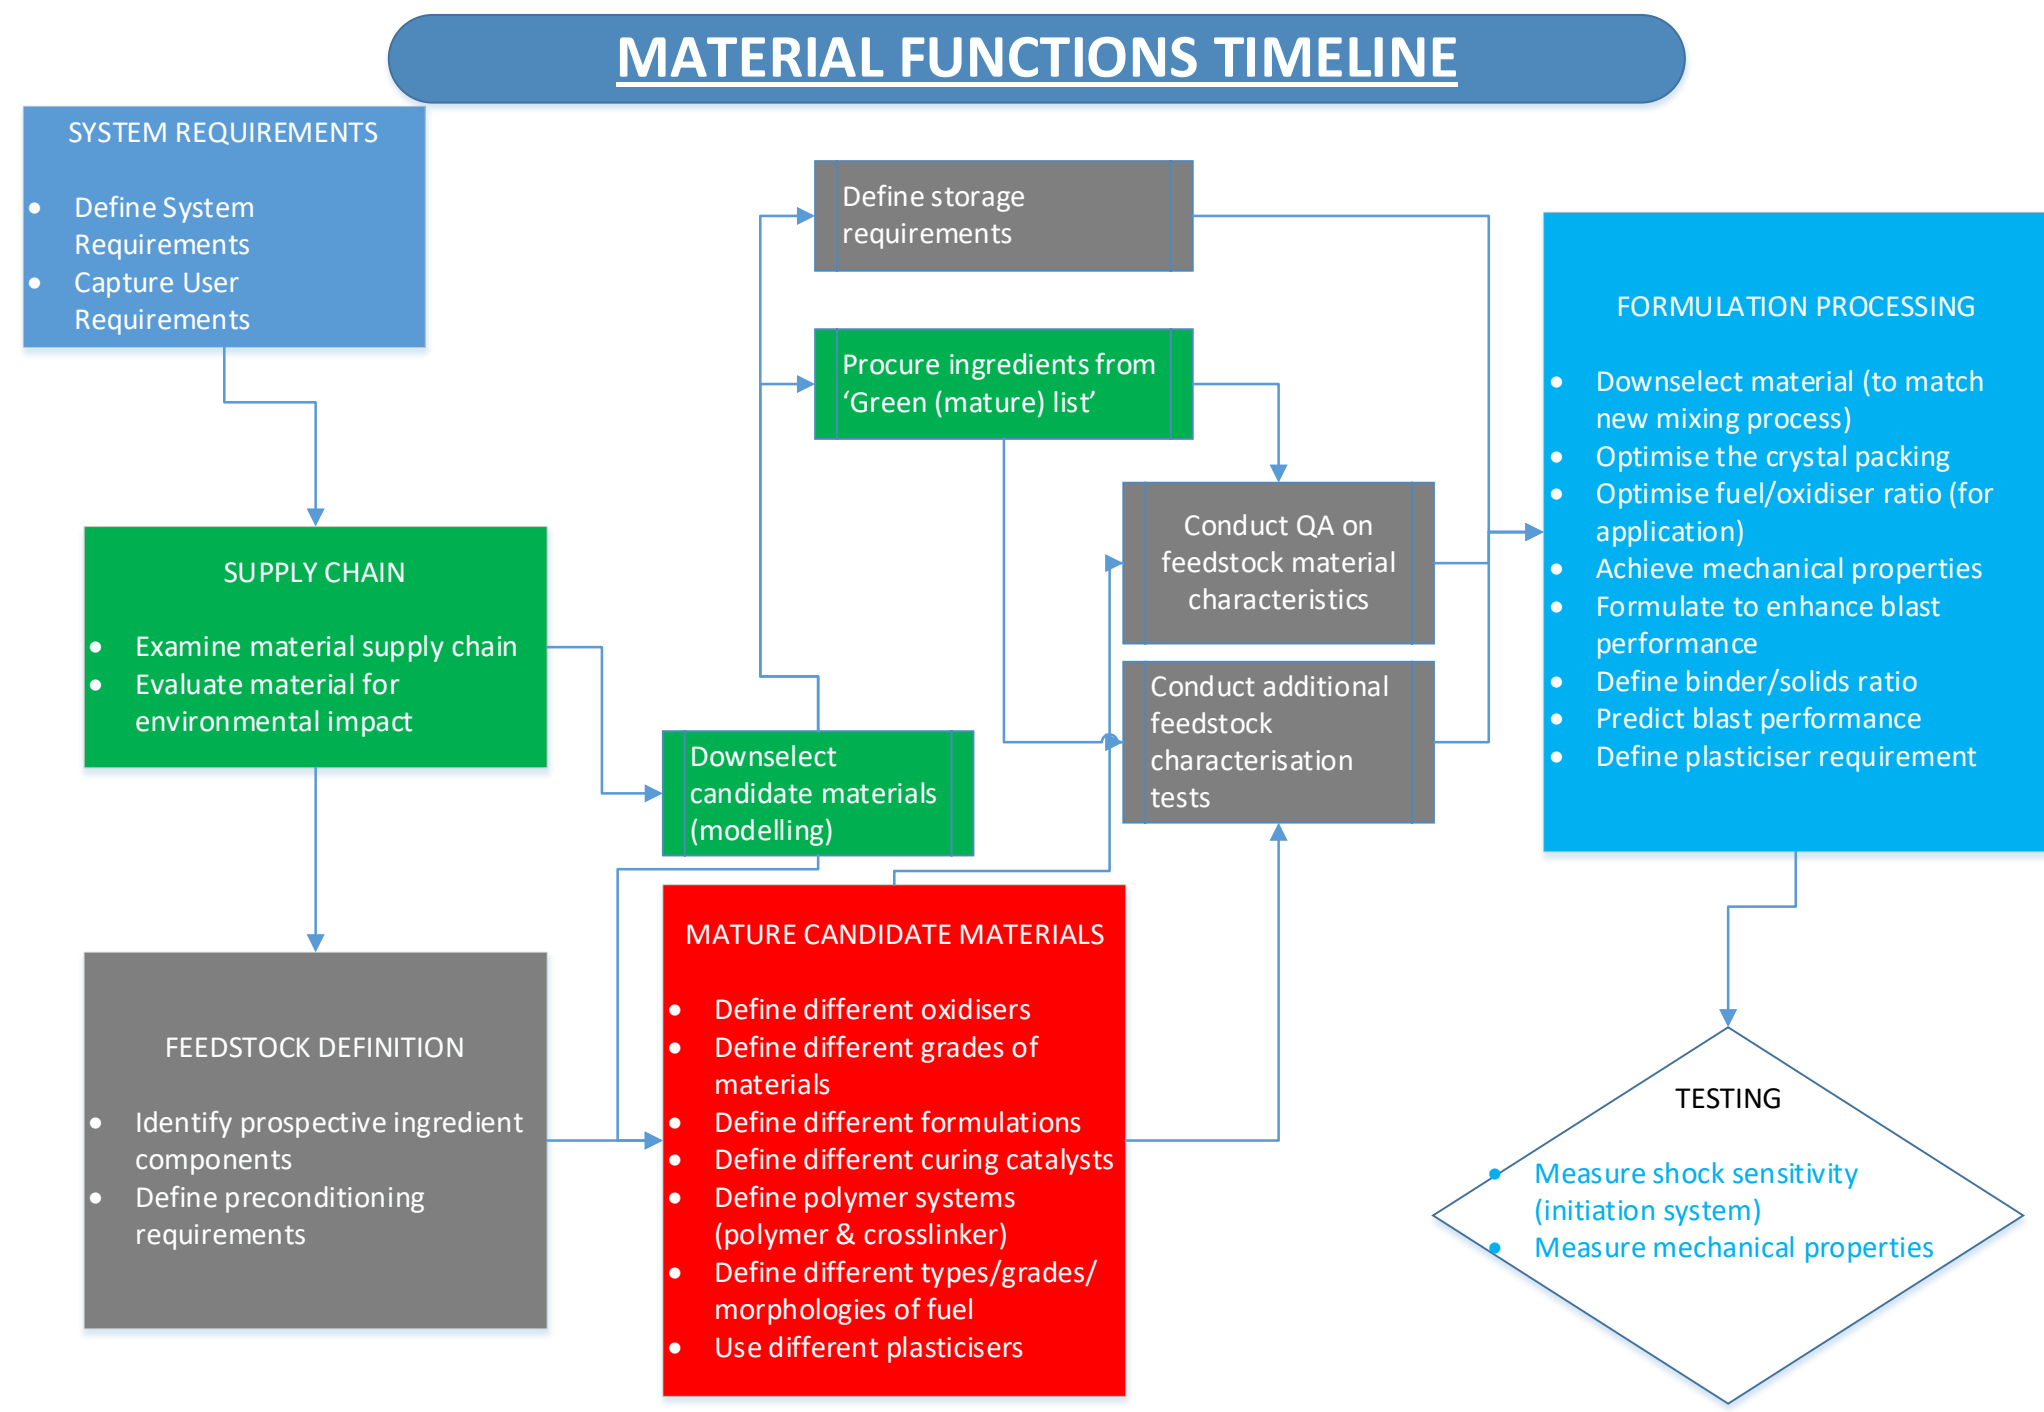 MATERIAL FUNCTIONS TIMELINE
SYSTEM REQUIREMENTS
• Define System
Requirements
• Capture User
Requirements
SUPPLY CHAIN
• Examine material supply chain
• Evaluate material for
environmental impact
FEEDSTOCK DEFINITION
• Identify prospective ingredient
components
• Define preconditioning
requirements
Define storage
requirements
Procure ingredients from
‘Green (mature) list’
Downselect
candidate materials
(modelling)
MATURE CANDIDATE MATERIALS
• Define different oxidisers
• Define different grades of
materials
• Define different formulations
• Define different curing catalysts
• Define polymer systems
(polymer & crosslinker)
• Define different types/grades/
morphologies of fuel
• Use different plasticisers
Conduct QA on
feedstock material
characteristics
Conduct additional
feedstock
characterisation
tests
FORMULATION PROCESSING
• Downselect material (to match
new mixing process)
• Optimise the crystal packing
• Optimise fuel/oxidiser ratio (for
application)
• Achieve mechanical properties
• Formulate to enhance blast
performance
• Define binder/solids ratio
• Predict blast performance
• Define plasticiser requirement
TESTING
• Measure shock sensitivity
(initiation system)
• Measure mechanical properties